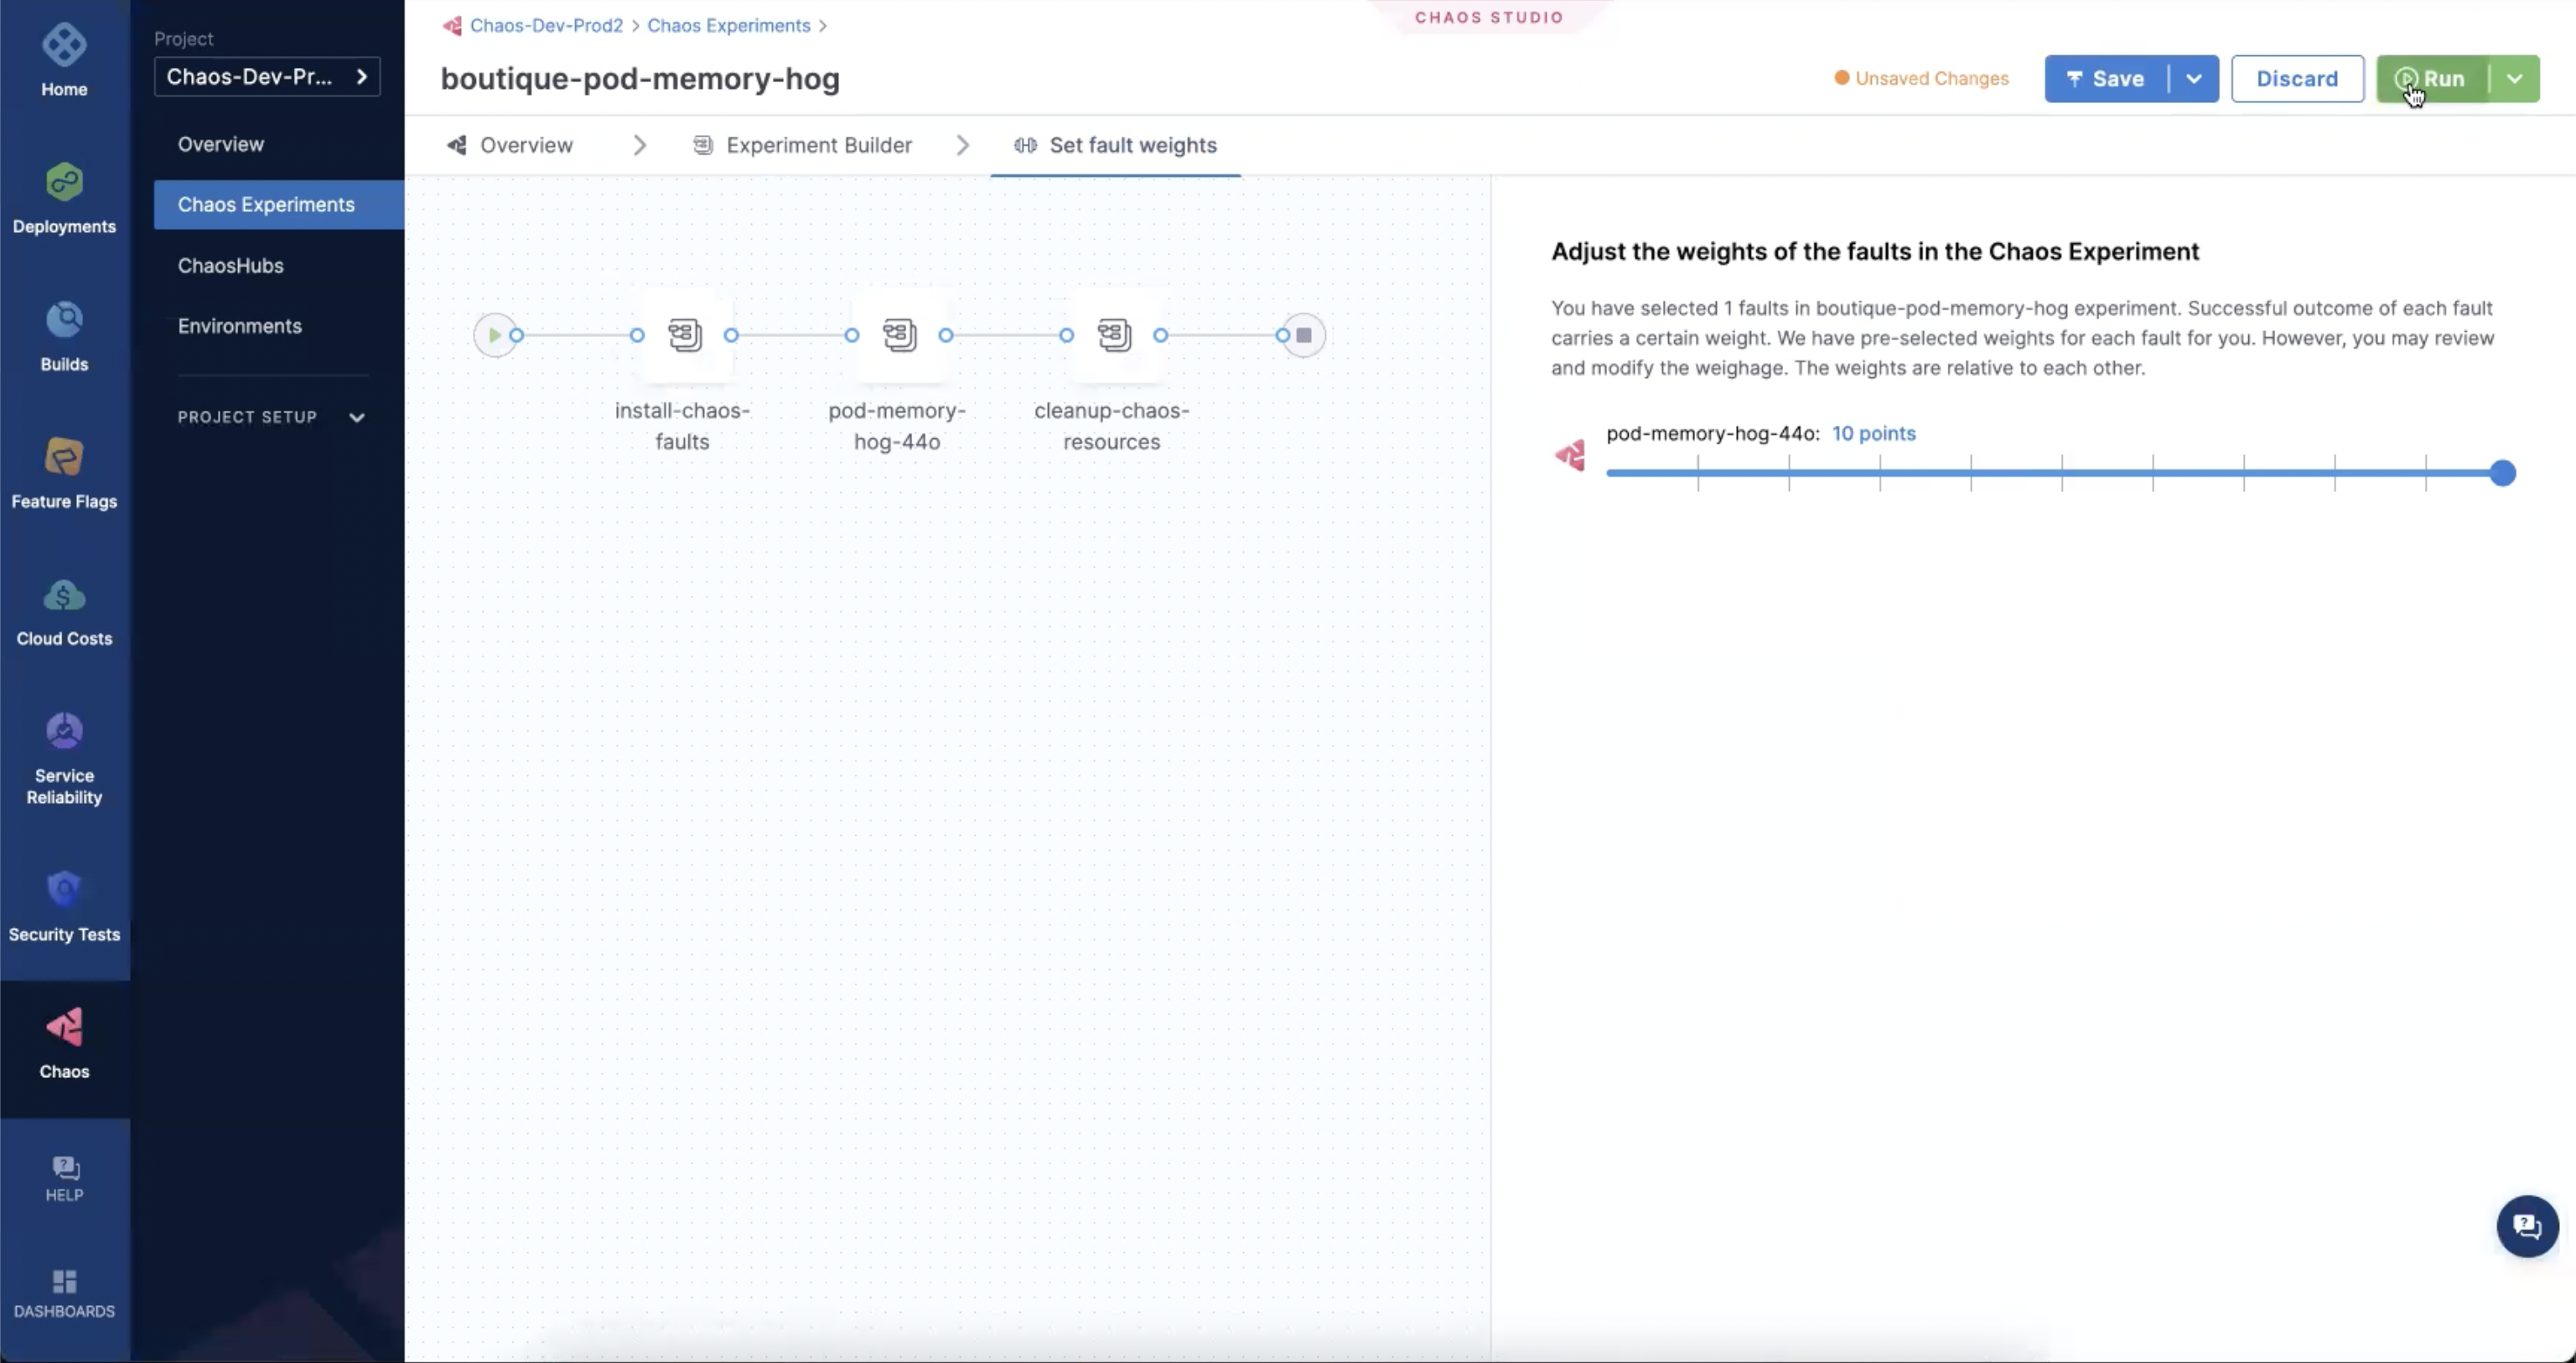 Home
Deployments
Builds
Feature Flags
Cloud Costs
Service
Reliability
Security Tests
Chaos
HELP
DASHBOARDS
Project
Chaos-Dev-Pr...
Overview
Chaos Experiments
ChaosHubs
Environments
PROJECT SETUP
Chaos-Dev-Prod2 > Chaos Experiments >
CHAOS STUDIO
boutique-pod-memory-hog
Unsaved Changes
Save
Discard
Run
Overview
Experiment Builder
Set fault weights
install-chaos-
faults
pod-memory-
hog-44o
cleanup-chaos-
resources
Adjust the weights of the faults in the Chaos Experiment
You have selected 1 faults in boutique-pod-memory-hog experiment. Successful outcome of each fault
carries a certain weight. We have pre-selected weights for each fault for you. However, you may review
and modify the weighage. The weights are relative to each other.
pod-memory-hog-44o: 10 points